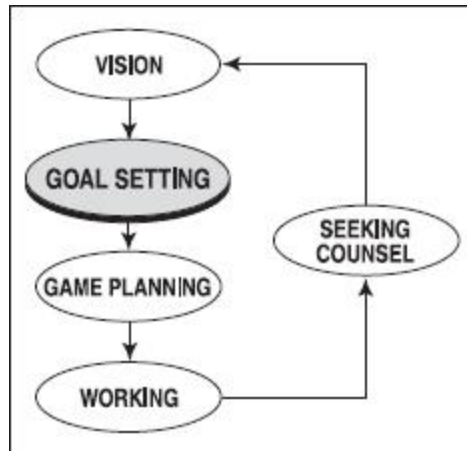 VISION
GOAL SETTING
GAME PLANNING
WORKING
SEEKING
COUNSEL